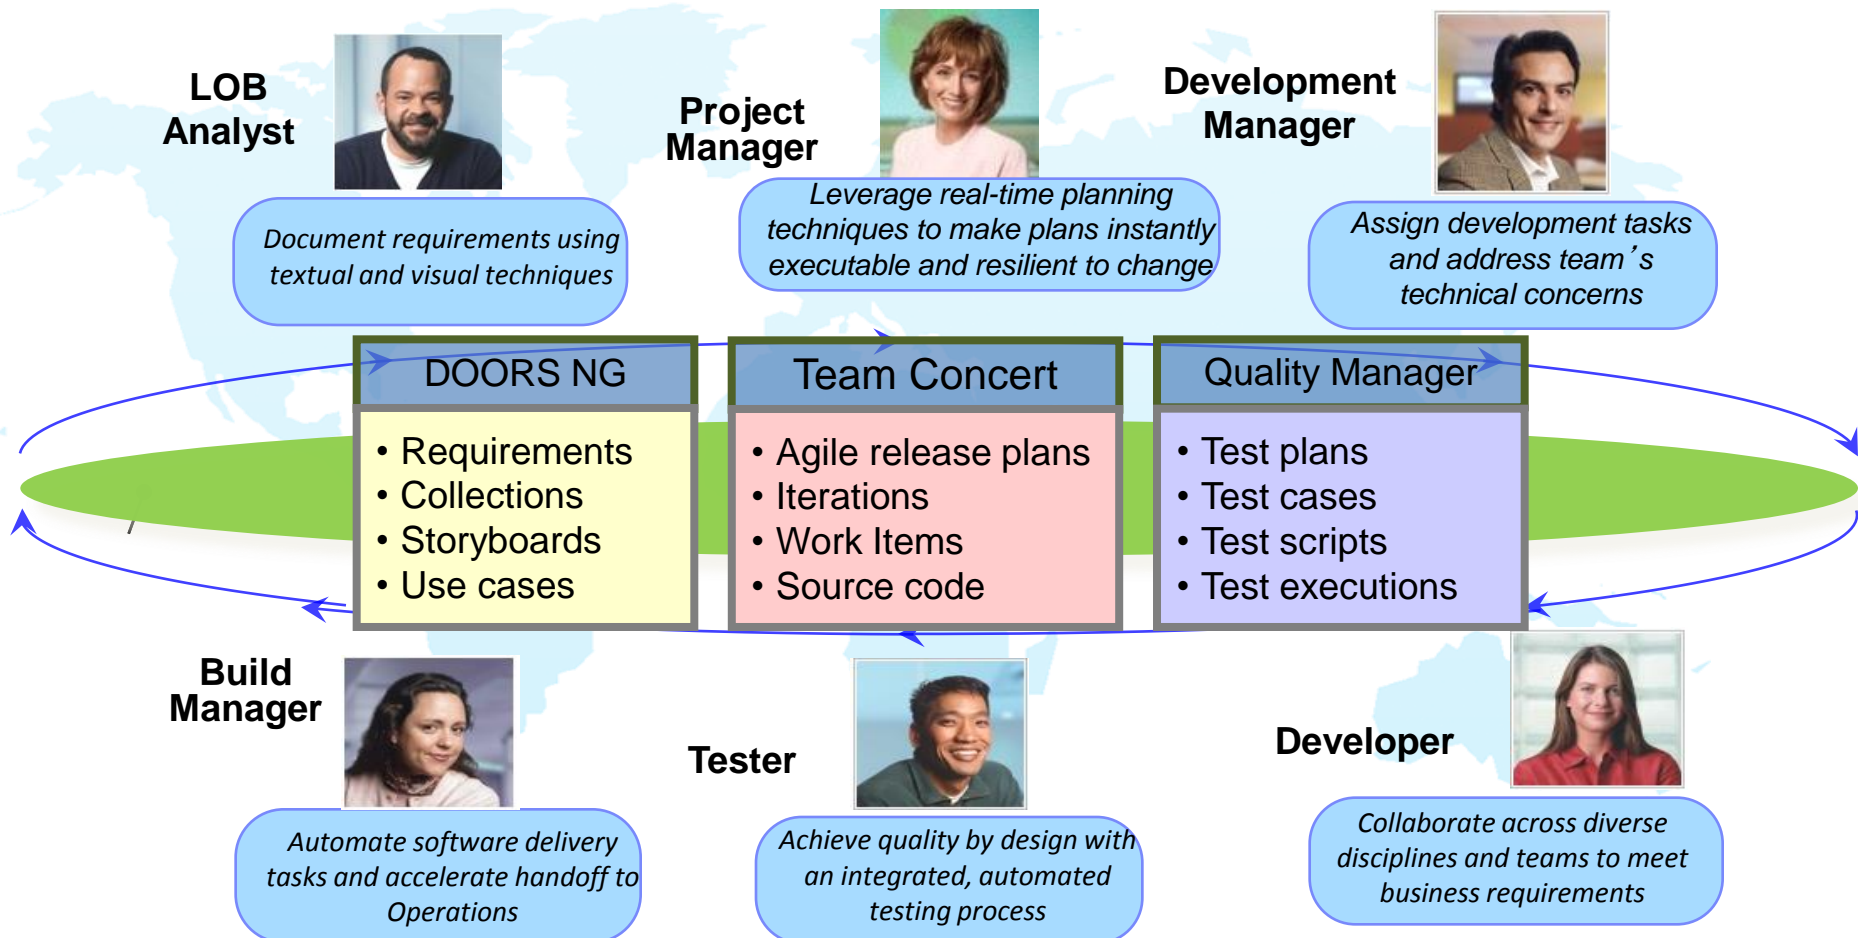 LOB
Analyst
Project
Manager
Development
Manager
Document requirements using
textual and visual techniques
Leverage real-time planning
techniques to make plans instantly
executable and resilient to change
Assign development tasks
and address team’s
technical concerns
DOORS NG
• Requirements
• Collections
• Storyboards
• Use cases
Team Concert
• Agile release plans
• Iterations
• Work Items
• Source code
Quality Manager
• Test plans
• Test cases
• Test scripts
• Test executions
Build
Manager
Tester
Developer
Automate software delivery
tasks and accelerate handoff to
Operations
Achieve quality by design with
an integrated, automated
testing process
Collaborate across diverse
disciplines and teams to meet
business requirements